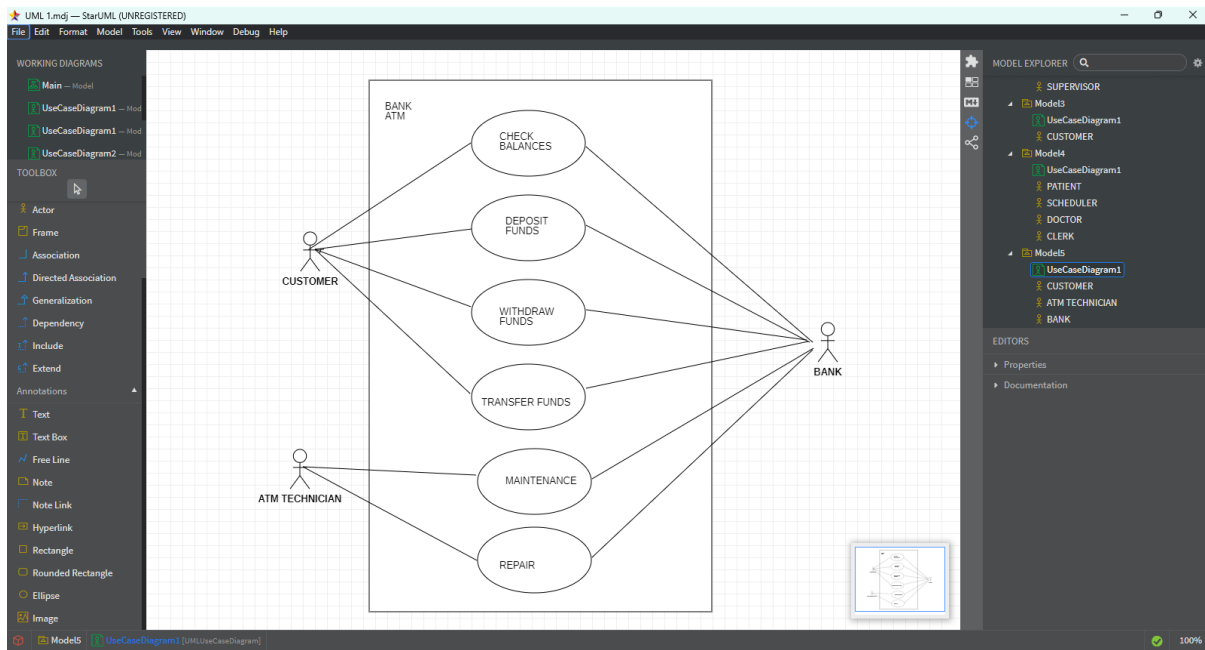 UML 1.mdj — StarUML (UNREGISTERED)
File Edit Format Model Tools View Window Debug Help
WORKING DIAGRAMS
Main — Model
UseCaseDiagram1 — Mod
UseCaseDiagram1 — Mod
UseCaseDiagram2 — Mod
TOOLBOX
Actor
Frame
Association
Directed Association
Generalization
Dependency
Include
Extend
Annotations
Text
Text Box
Free Line
Note
Note Link
Hyperlink
Rectangle
Rounded Rectangle
Ellipse
Image
BANK
ATM
CHECK
BALANCES
DEPOSIT
FUNDS
CUSTOMER
WITHDRAW
FUNDS
BANK
TRANSFER FUNDS
MAINTENANCE
ATM TECHNICIAN
REPAIR
MODEL EXPLORER
SUPERVISOR
Model3
UseCaseDiagram1
CUSTOMER
Model4
UseCaseDiagram1
PATIENT
SCHEDULER
DOCTOR
CLERK
Model5
UseCaseDiagram1
CUSTOMER
ATM TECHNICIAN
BANK
EDITORS
Properties
Documentation
Model5 UseCaseDiagram1 [UMLUseCaseDiagram]
100%